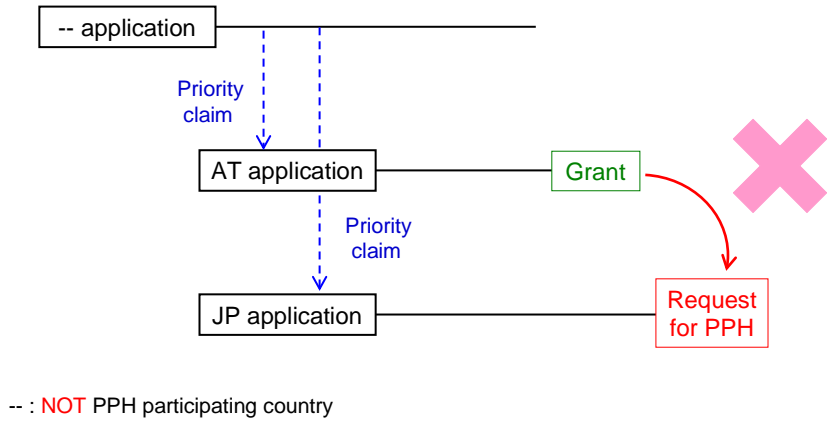 -- application
Priority
claim
AT application
Grant
Priority
claim
JP application
Request
for PPH
-- : NOT PPH participating country